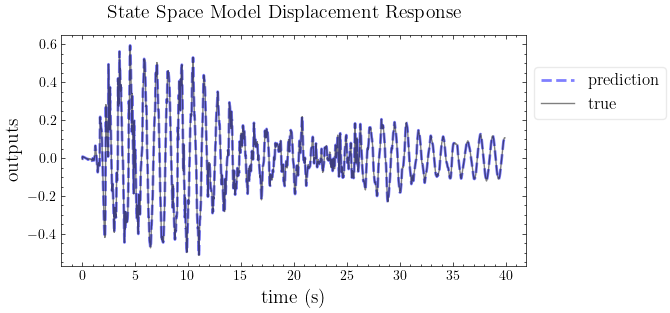 State Space Model Displacement Response
0.6
0.4
0.2
0.0
−0.2
−0.4
outputs
0 5 10 15 20 25 30 35 40
time (s)
prediction
true